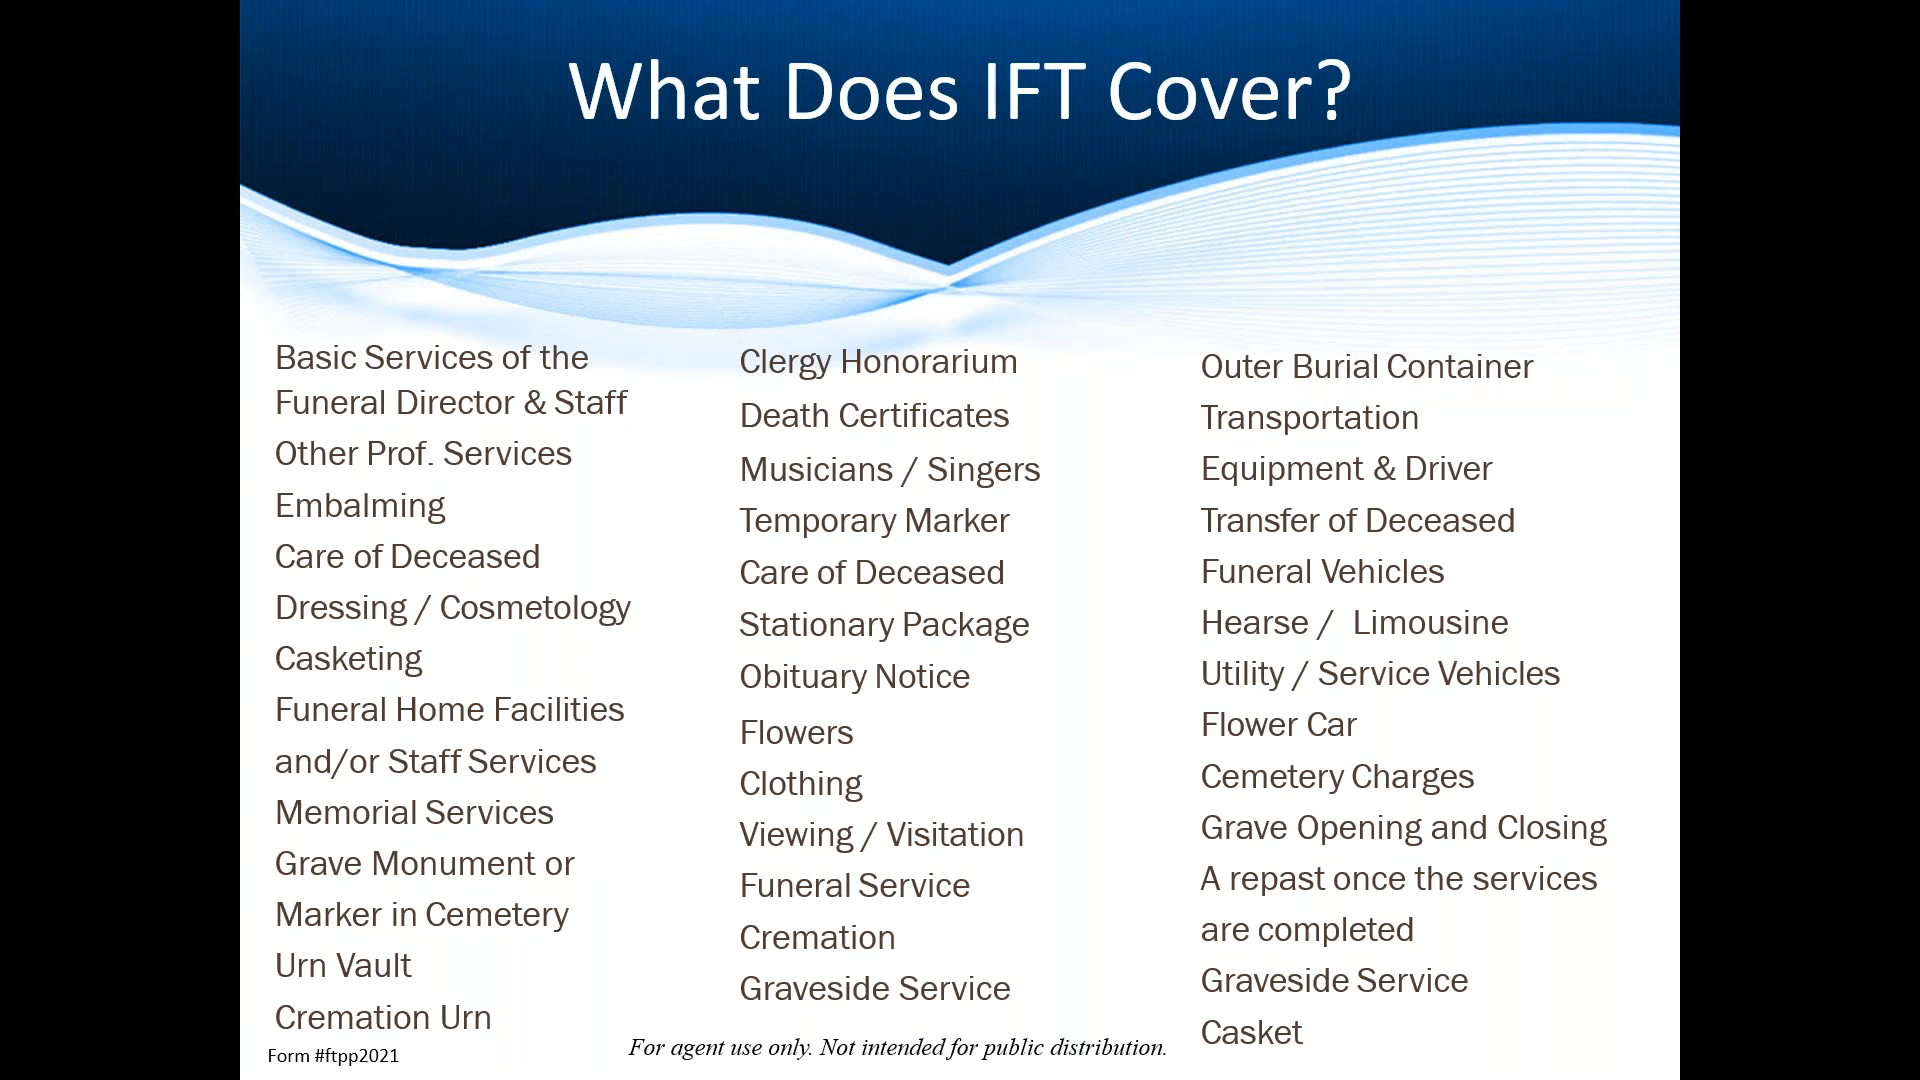 What Does IFT Cover?
Basic Services of the
Funeral Director & Staff
Other Prof. Services
Embalming
Care of Deceased
Dressing / Cosmetology
Casketing
Funeral Home Facilities
and/or Staff Services
Memorial Services
Grave Monument or
Marker in Cemetery
Urn Vault
Cremation Urn
Clergy Honorarium
Death Certificates
Musicians / Singers
Temporary Marker
Care of Deceased
Stationary Package
Obituary Notice
Flowers
Clothing
Viewing / Visitation
Funeral Service
Cremation
Graveside Service
Outer Burial Container
Transportation
Equipment & Driver
Transfer of Deceased
Funeral Vehicles
Hearse / Limousine
Utility / Service Vehicles
Flower Car
Cemetery Charges
Grave Opening and Closing
A repast once the services
are completed
Graveside Service
Casket
Form #ftpp2021
For agent use only. Not intended for public distribution.